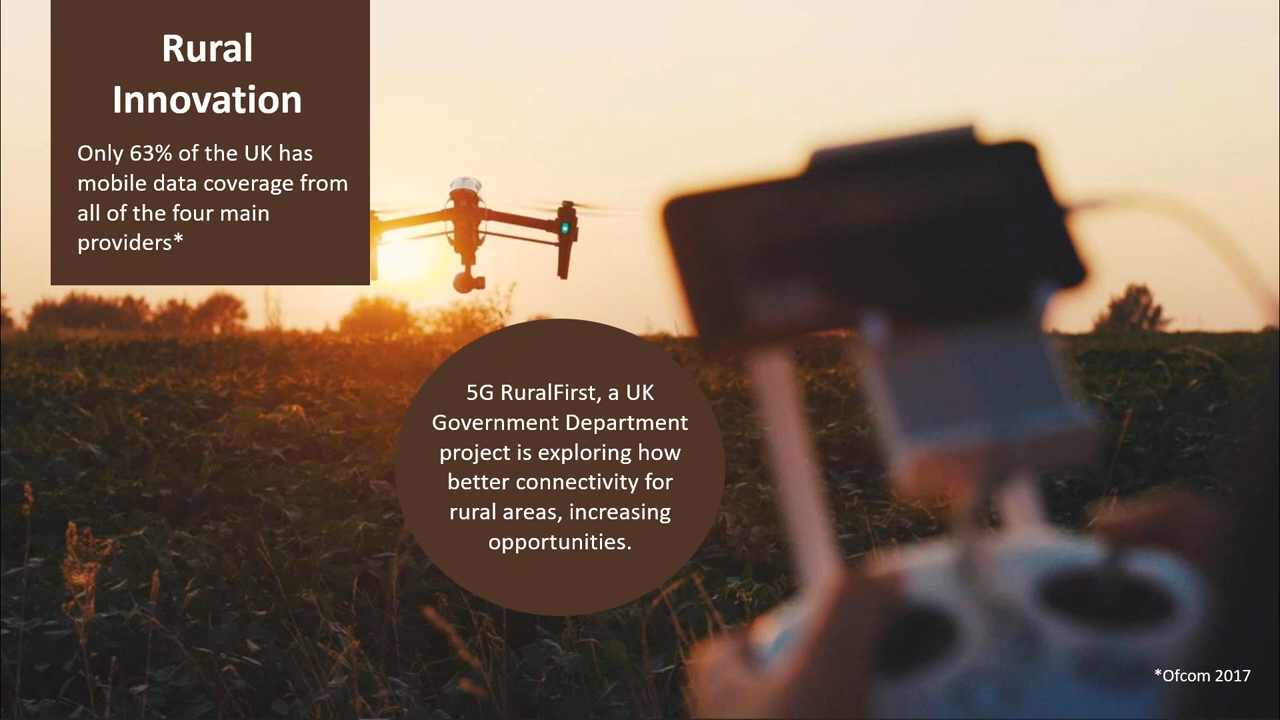 Rural
Innovation
Only 63% of the UK has
mobile data coverage from
all of the four main
providers*
5G RuralFirst, a UK
Government Department
project is exploring how
better connectivity for
rural areas, increasing
opportunities.
*Ofcom 2017